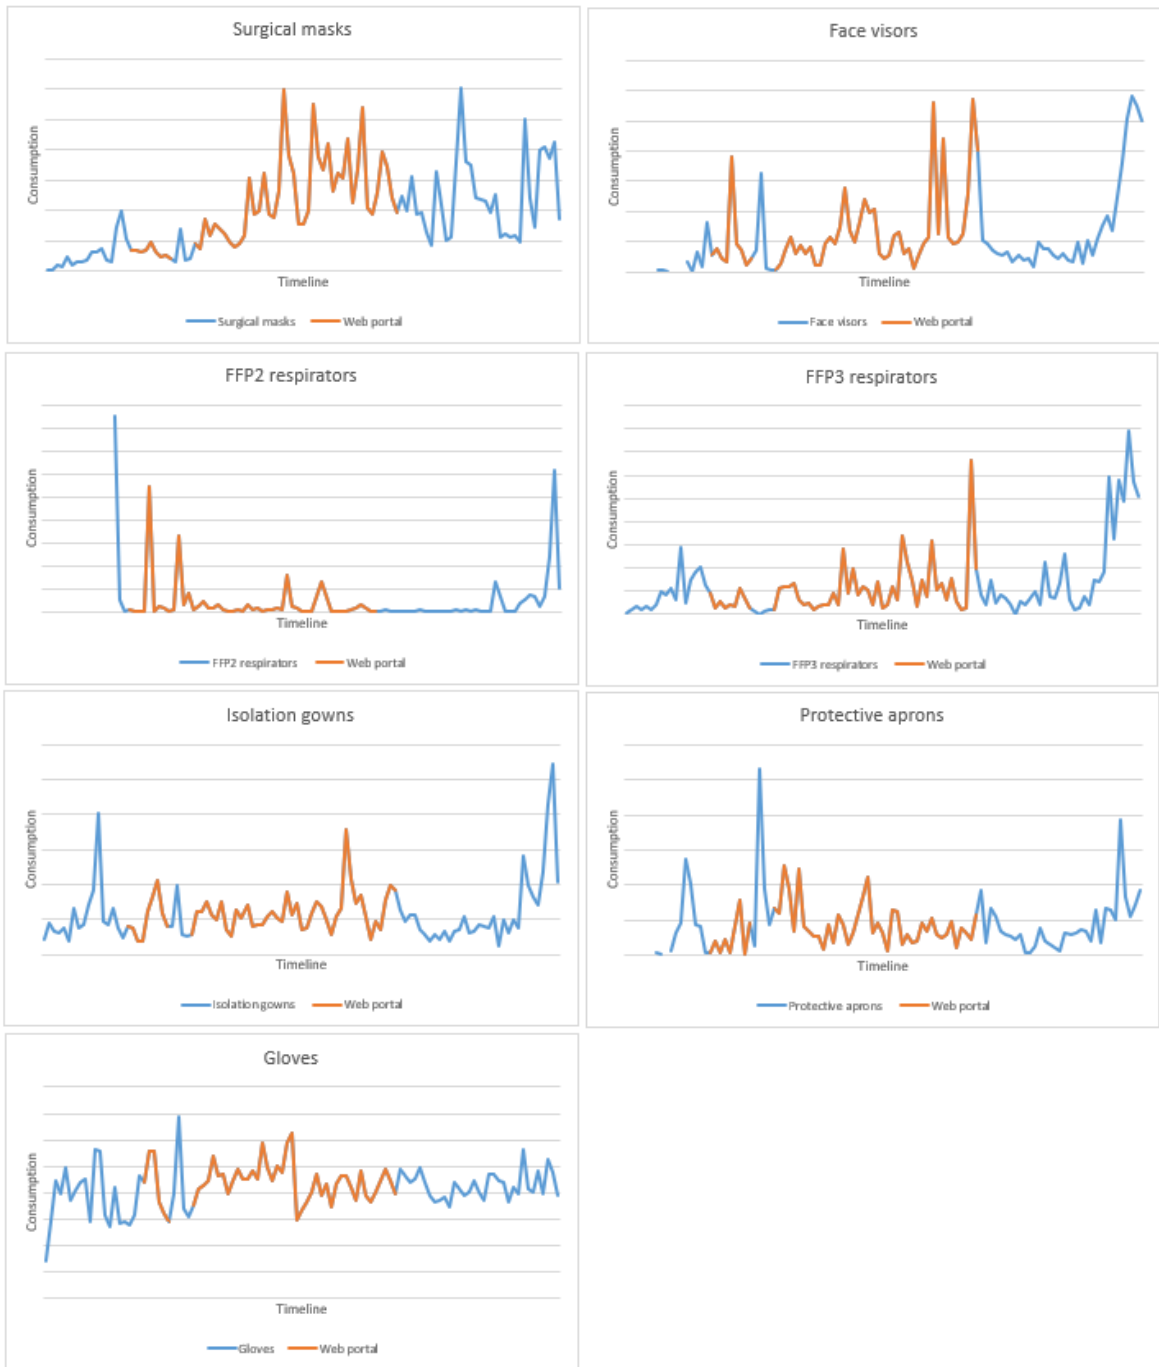 Surgical masks
Consumption
Timeline
Surgical masks Web portal
Face visors
Consumption
Timeline
Face visors Web portal
FFP2 respirators
Consumption
Timeline
FFP2 respirators Web portal
FFP3 respirators
Consumption
Timeline
FFP3 respirators Web portal
Isolation gowns
Consumption
Timeline
Isolation gowns Web portal
Protective aprons
Consumption
Timeline
Protective aprons Web portal
Gloves
Consumption
Timeline
Gloves Web portal